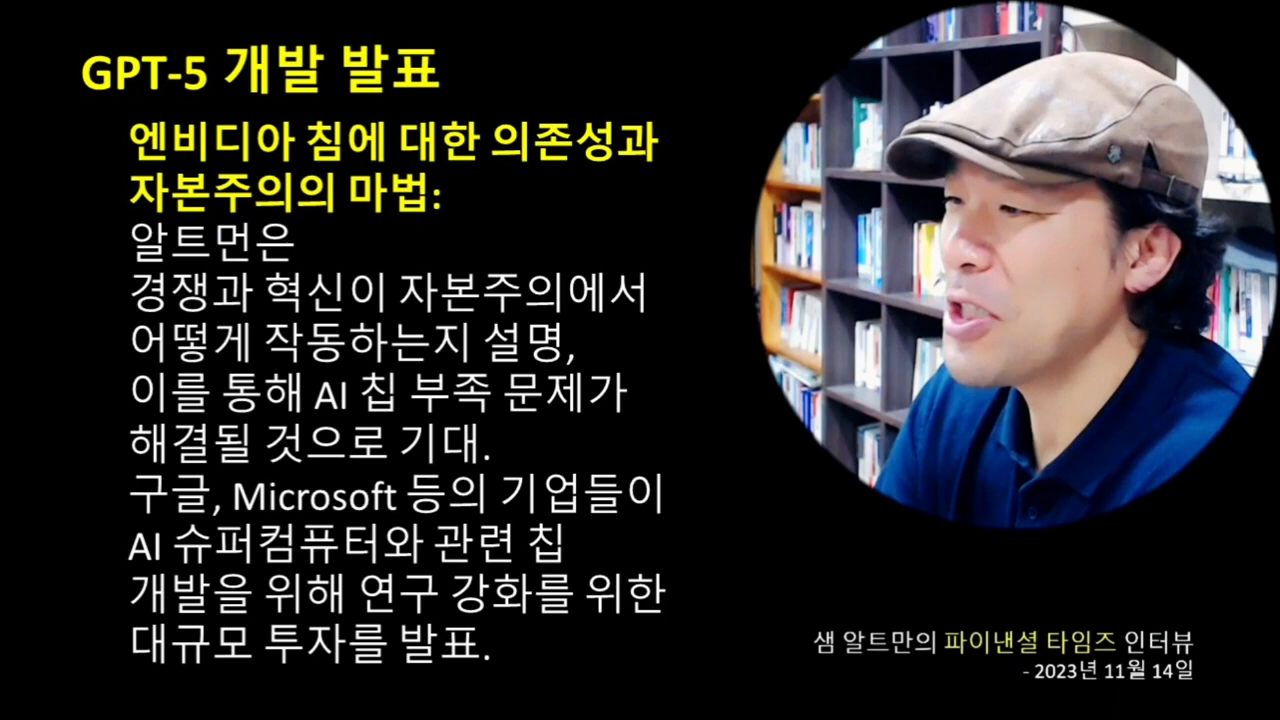 GPT-5 개발 발표
엔비디아 침에 대한 의존성과
자본주의의 마법:
알트먼은
경쟁과 혁신이 자본주의에서
어떻게 작동하는지 설명,
이를 통해 AI 칩 부족 문제가
해결될 것으로 기대.
구글, Microsoft 등의 기업들이
AI 슈퍼컴퓨터와 관련 칩
개발을 위해 연구 강화를 위한
대규모 투자를 발표.
샘 알트만의 파이낸셜 타임즈 인터뷰
- 2023년 11월 14일